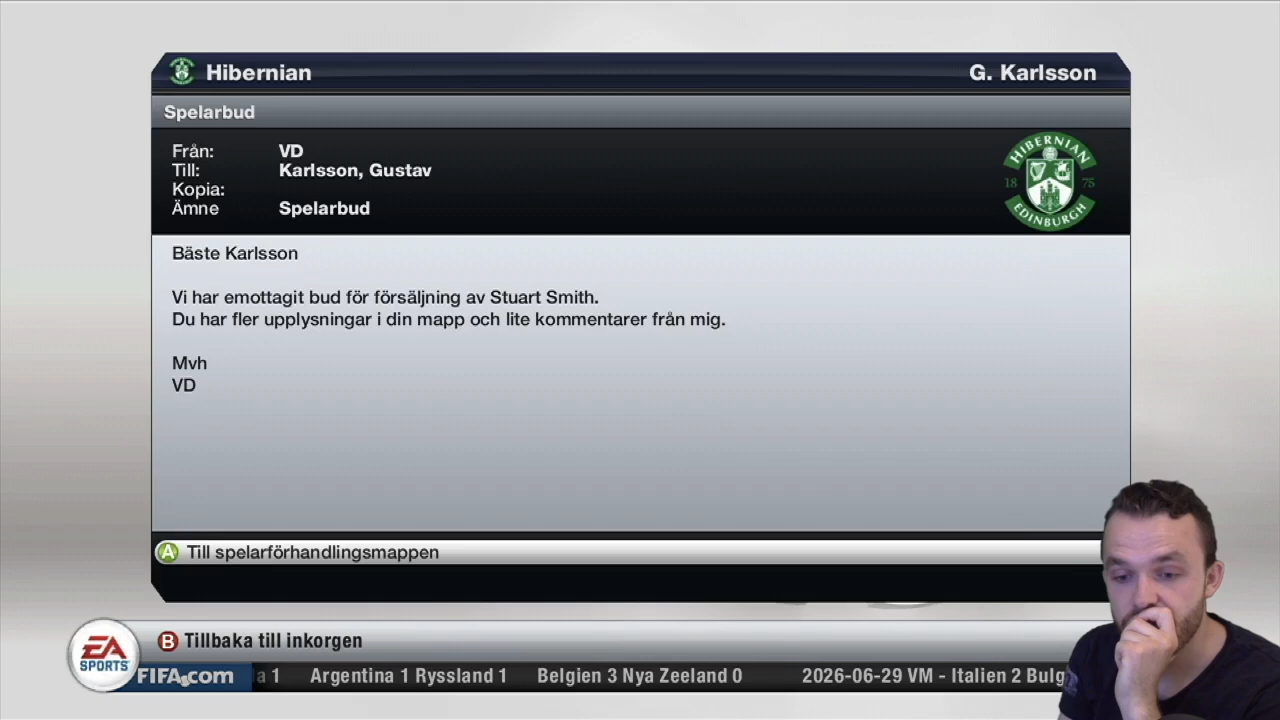 Hibernian
G. Karlsson
Spelarbud
Från: VD
Till: Karlsson, Gustav
Kopia:
Ämne Spelarbud
HIBERNIAN
18 75
EDINBURGH
Bäste Karlsson
Vi har emottagit bud för försäljning av Stuart Smith.
Du har fler upplysningar i din mapp och lite kommentarer från mig.
Mvh
VD
A Till spelarförhandlingsmappen
B Tillbaka till inkorgen
EA
SPORTS
FIFA.com
a 1 Argentina 1 Ryssland 1 Belgien 3 Nya Zeeland 0 2026-06-29 VM - Italien 2 Bulg